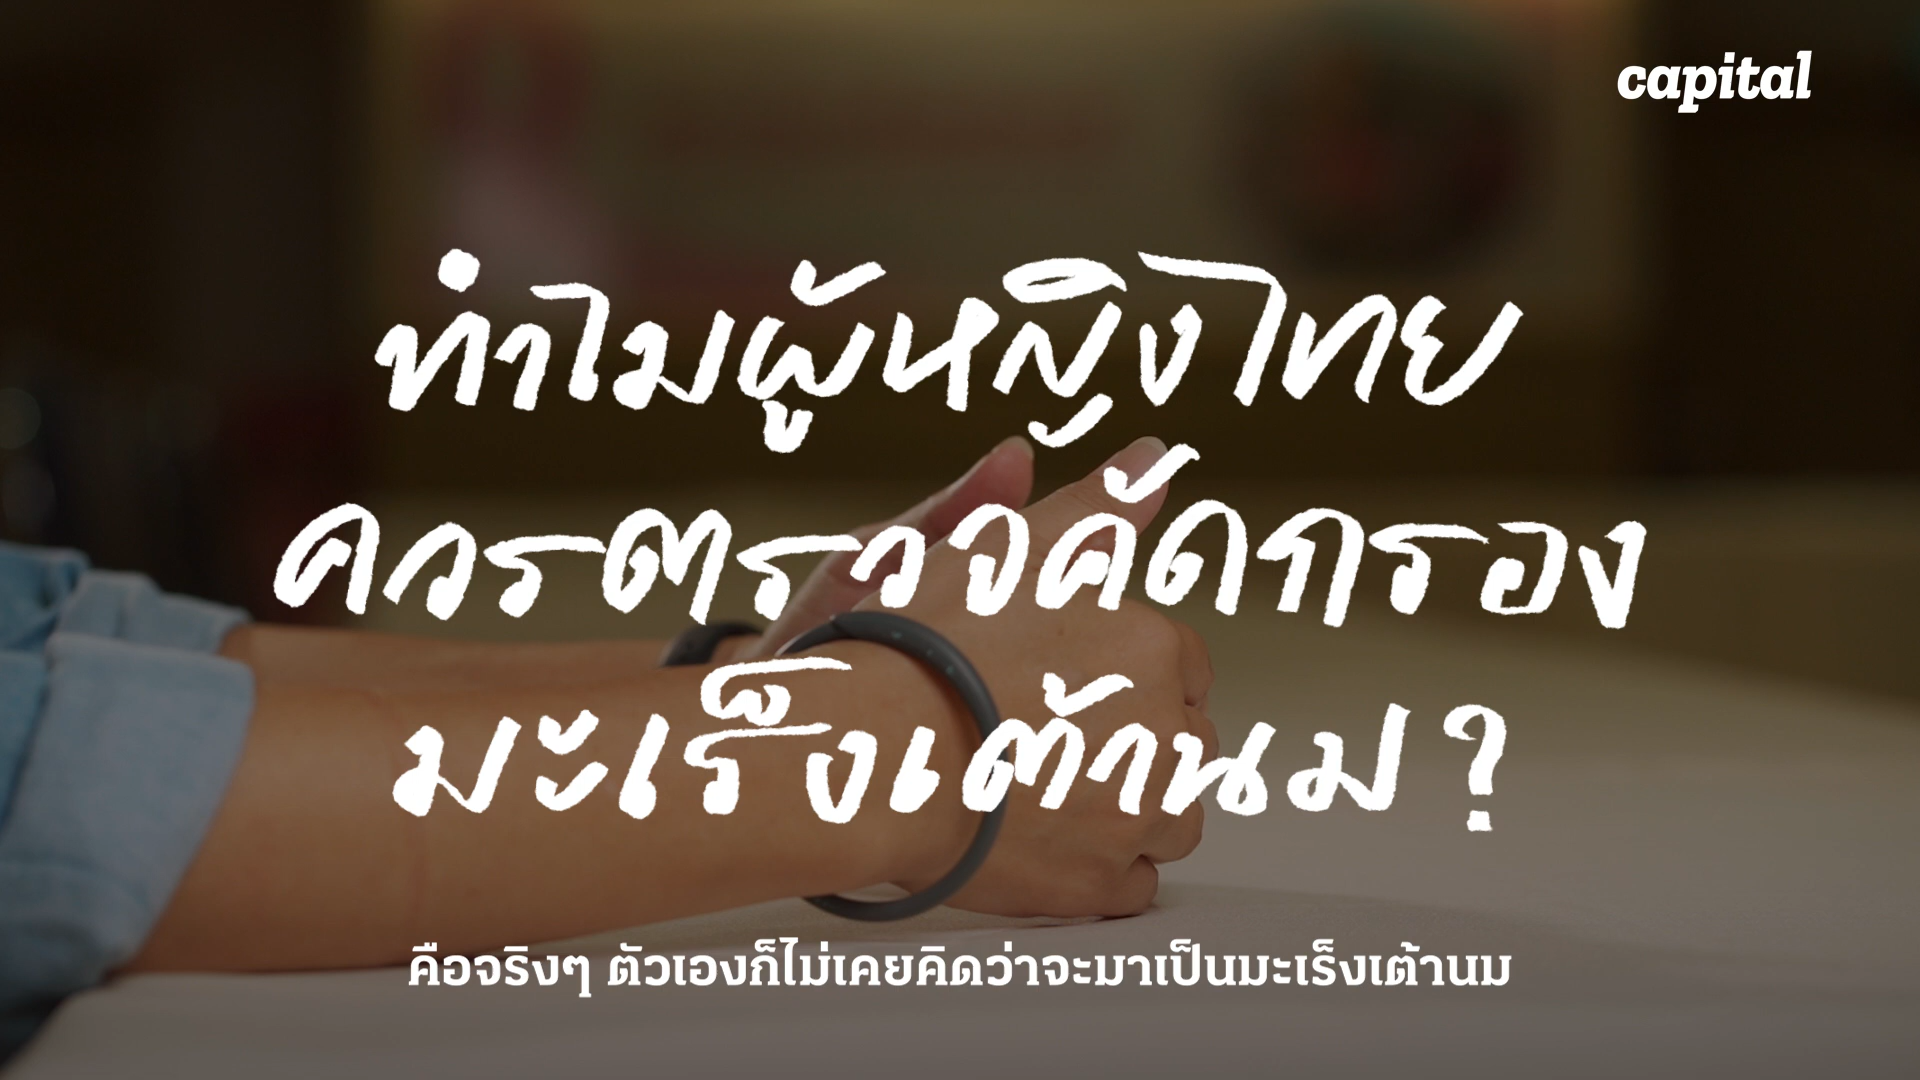 capital
ทำไมผู้หญิงไทย
ควรตรวจคัดกรอง
มะเร็งเต้านม?
คือจริงๆ ตัวเองก็ไม่เคยคิดว่าจะมาเป็นมะเร็งเต้านม